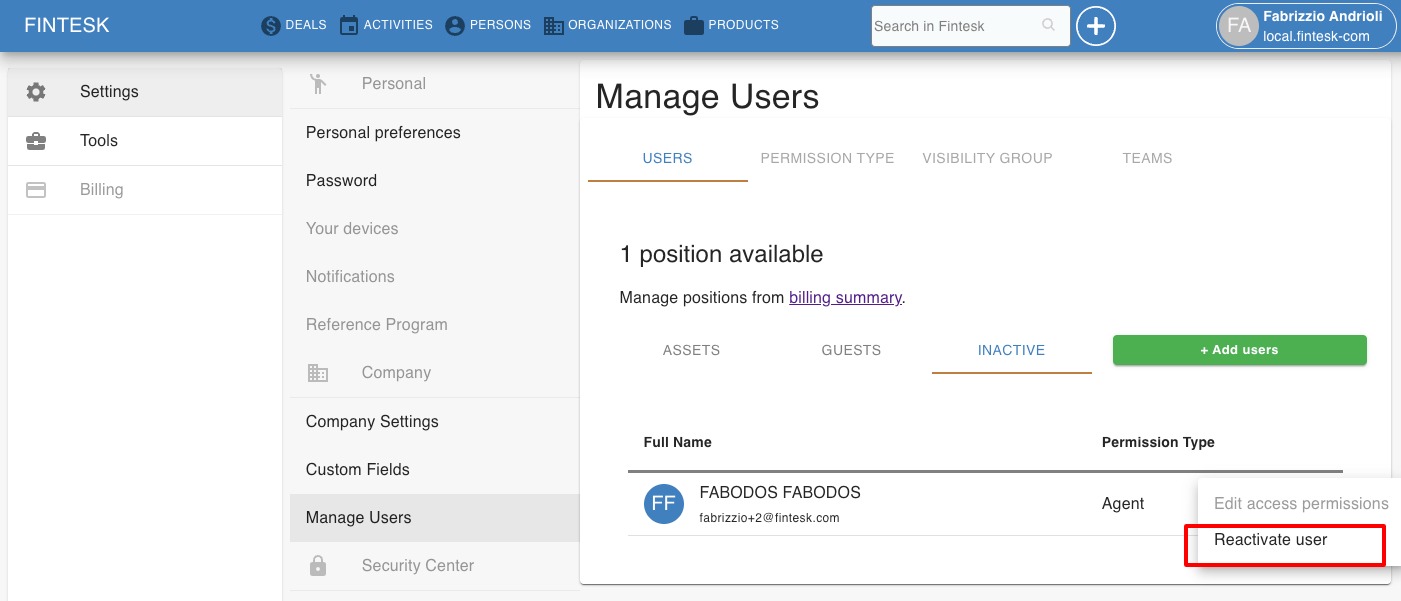 FINTESK
DEALS
ACTIVITIES
PERSONS
ORGANIZATIONS
PRODUCTS
Search in Fintesk
FA
Fabrizzio Andrioli
local.fintesk-com
Settings
Tools
Billing
Personal
Personal preferences
Password
Your devices
Notifications
Reference Program
Company
Company Settings
Custom Fields
Manage Users
Security Center
Manage Users
USERS
PERMISSION TYPE
VISIBILITY GROUP
TEAMS
1 position available
Manage positions from billing summary.
ASSETS
GUESTS
INACTIVE
+ Add users
Full Name
Permission Type
FF
FABODOS FABODOS
fabrizzio+2@fintesk.com
Agent
Edit access permissions
Reactivate user